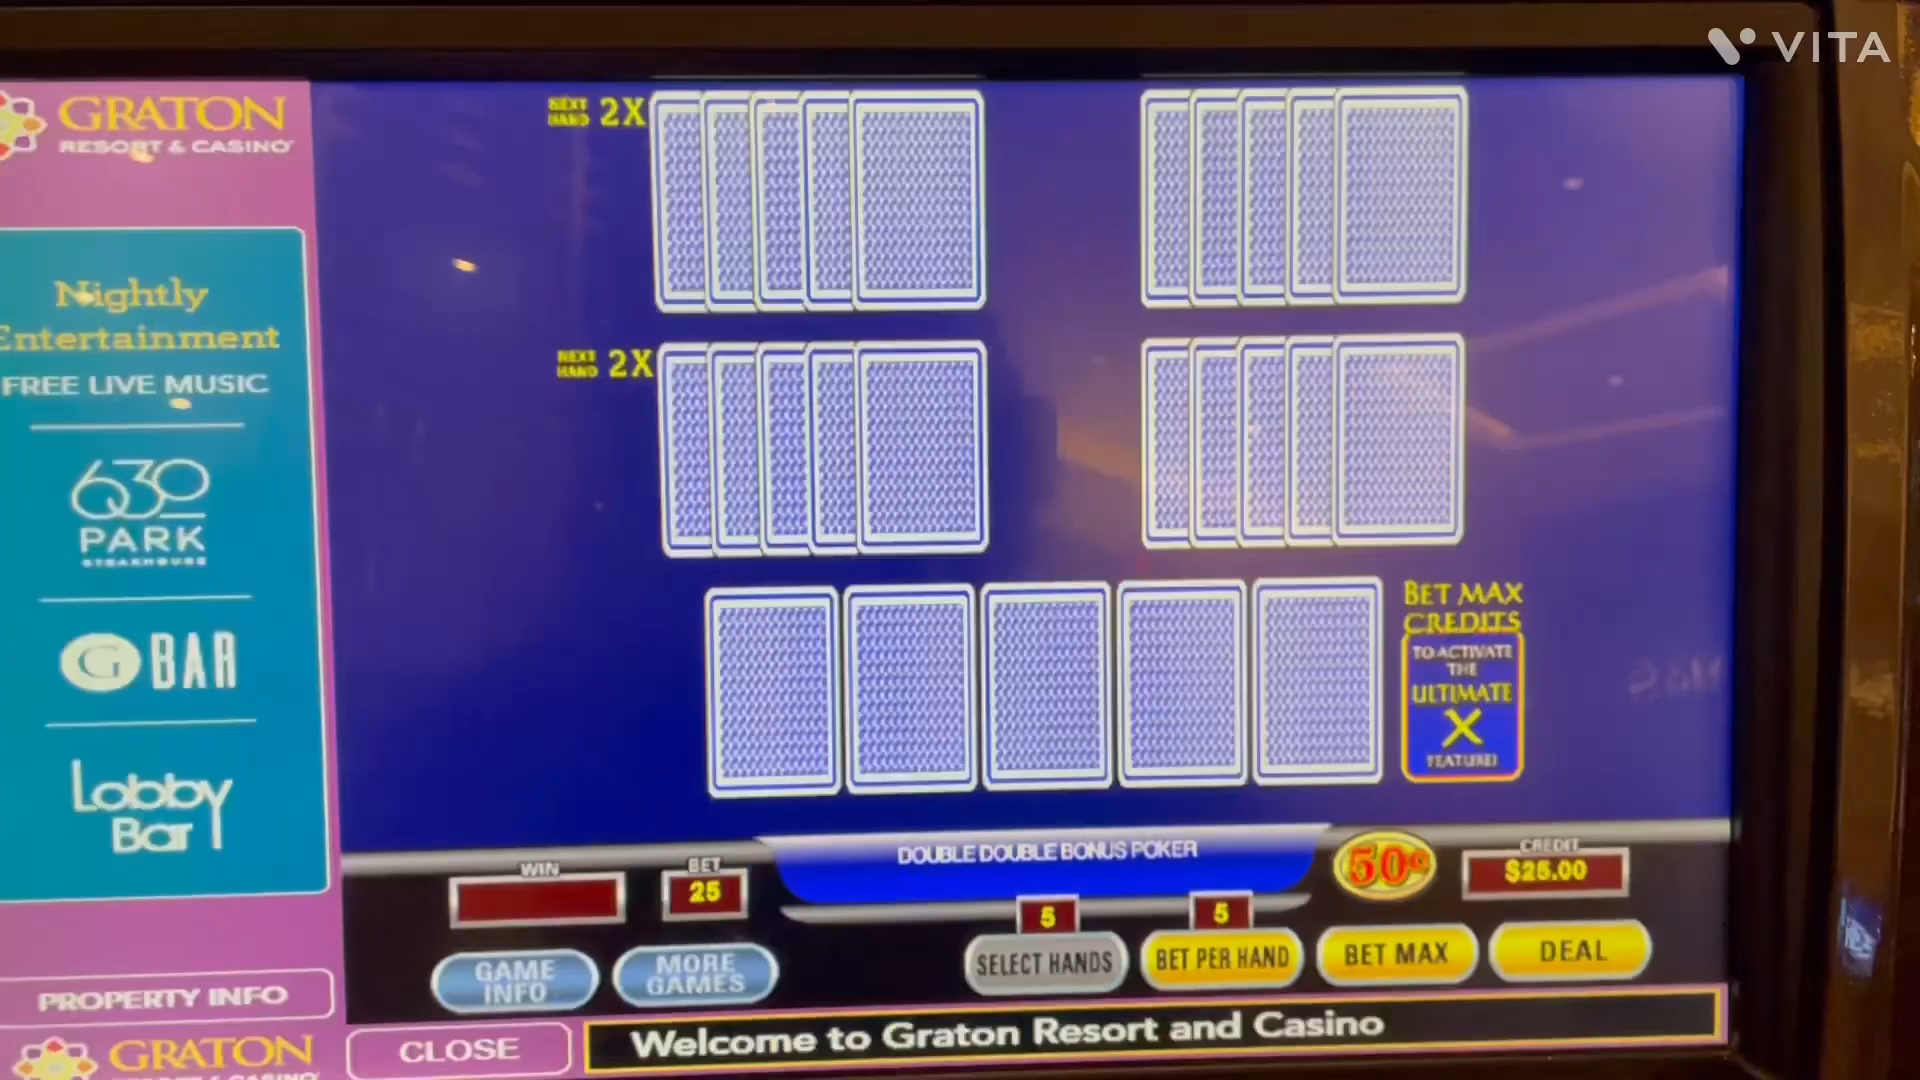 VITA
GRATON
RESORT & CASINO
Nightly
Entertainment
FREE LIVE MUSIC
630
PARK
STEAKHOUSE
G BAR
Lobby
Bar
PROPERTY INFO
GRATON
RESORT & CASINO
NEXT
HAND 2X
NEXT
HAND 2X
BET MAX
CREDITS
TO ACTIVATE
THE
ULTIMATE
X
FEATURE!
WIN
BET
25
DOUBLE DOUBLE BONUS POKER
50¢
CREDIT
$25.00
5
5
GAME
INFO
MORE
GAMES
SELECT HANDS
BET PER HAND
BET MAX
DEAL
CLOSE
Welcome to Graton Resort and Casino